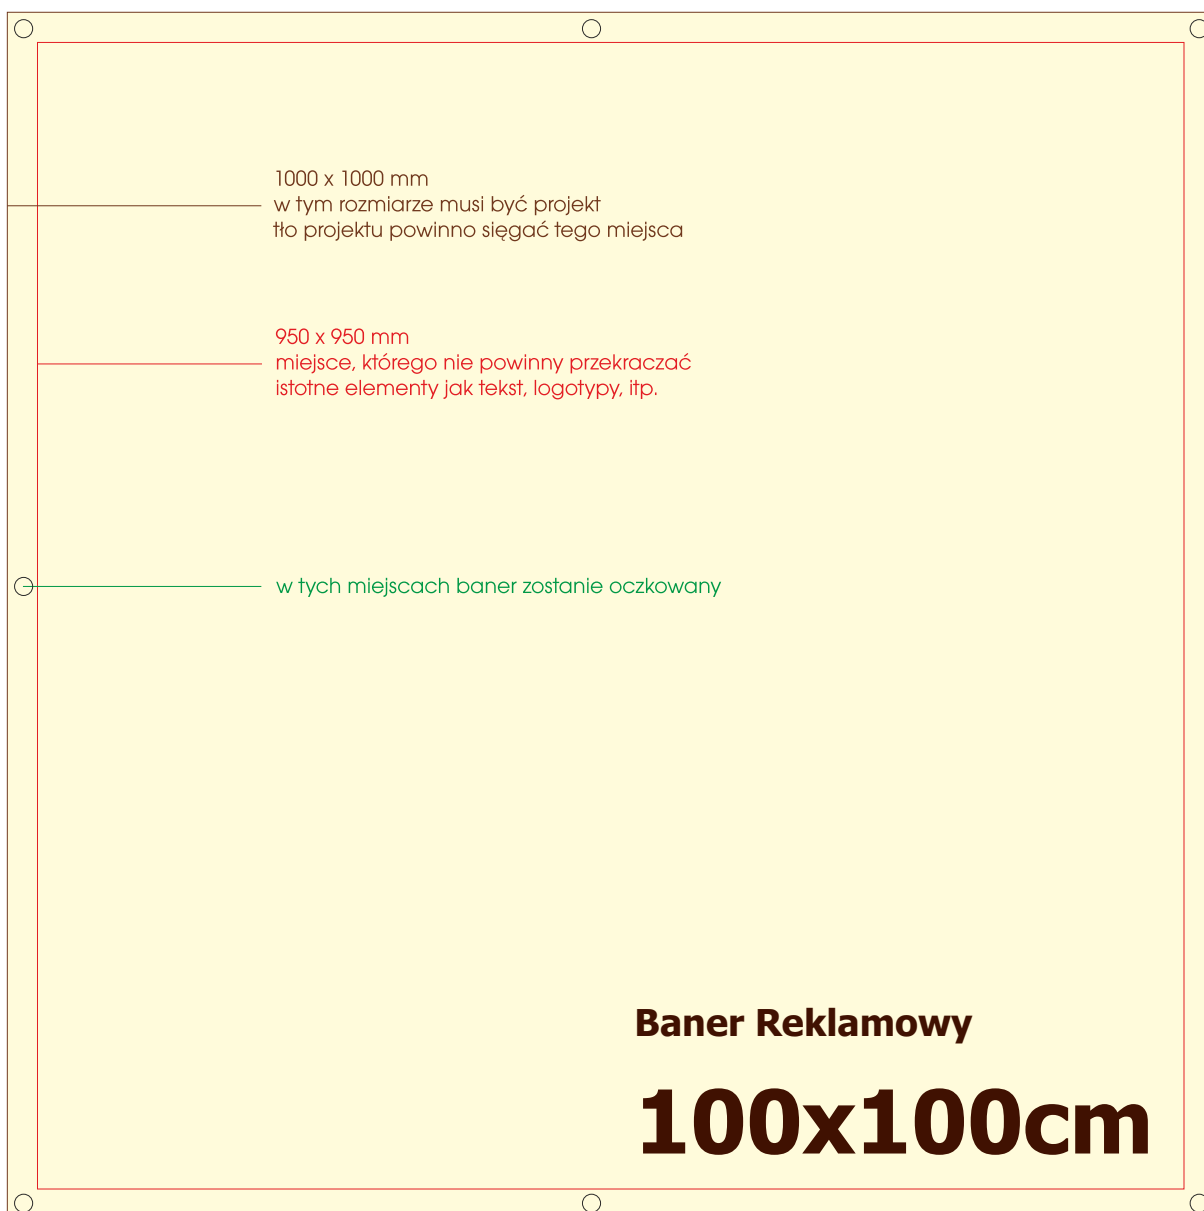 1000 x 1000 mm
w tym rozmiarze musi być projekt
tło projektu powinno sięgać tego miejsca
950 x 950 mm
miejsce, którego nie powinny przekraczać
istotne elementy jak tekst, logotypy, itp.
w tych miejscach baner zostanie oczkowany
Baner Reklamowy
100x100cm